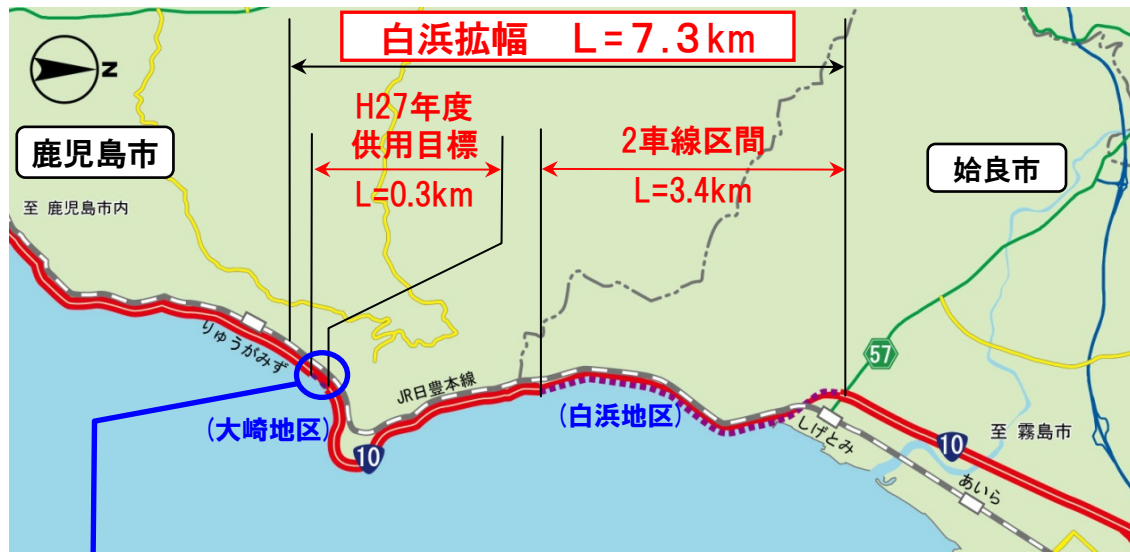 白浜拡幅　L=7.3km
N
H27年度
供用目標
L=0.3km
2車線区間
L=3.4km
鹿児島市
姶良市
至 鹿児島市内
57
りゅうがみず
JR日豊本線
(大崎地区)
(白浜地区)
しげとみ
至 霧島市
10
10
あいら